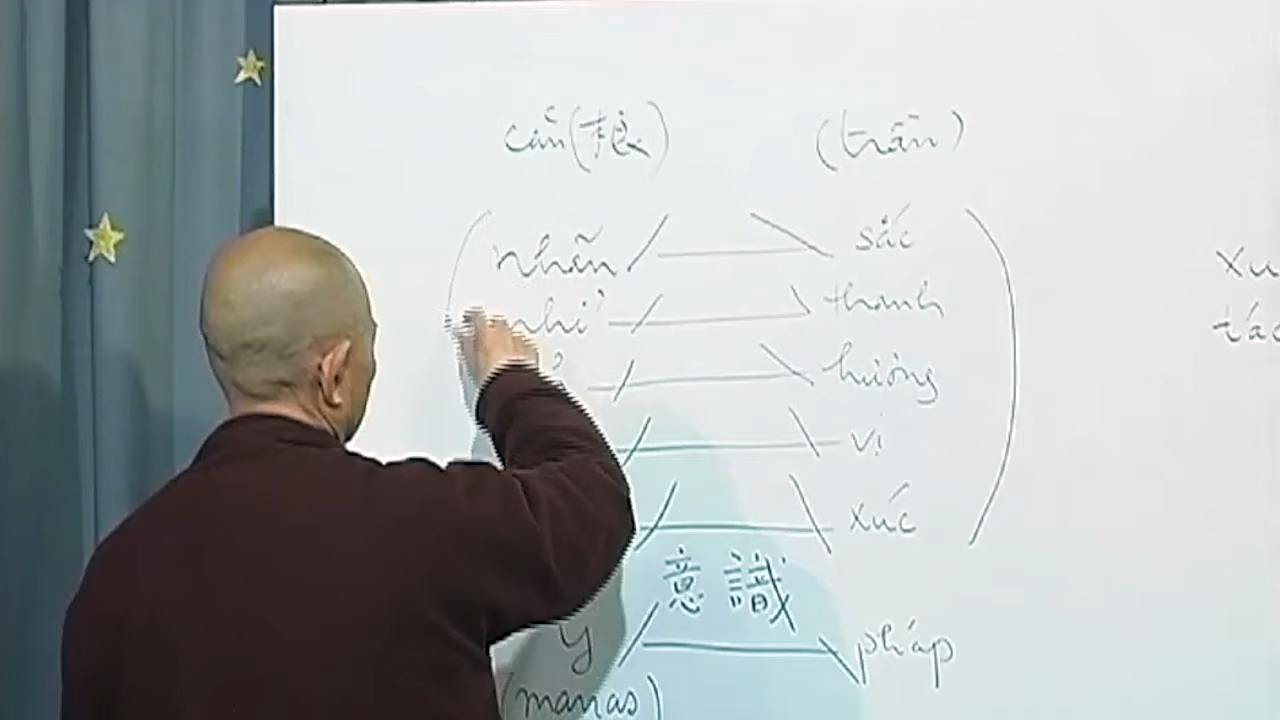 căn (根) (trần)
nhãn sắc
nhĩ thanh
hương
vị
xúc
意識
ý pháp
(manas)
xu
tác